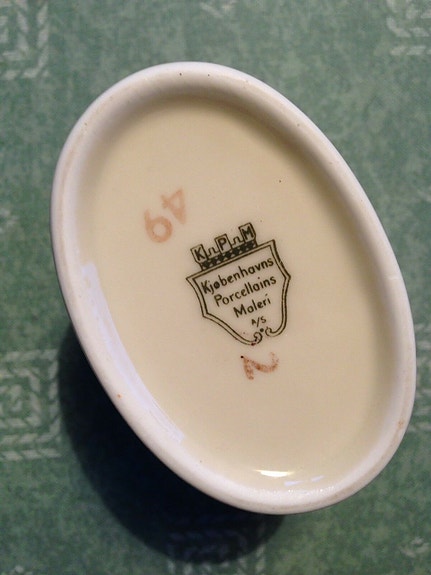 49
K P M
Kjøbenhavns
Porcellains
Maleri
A/S
2